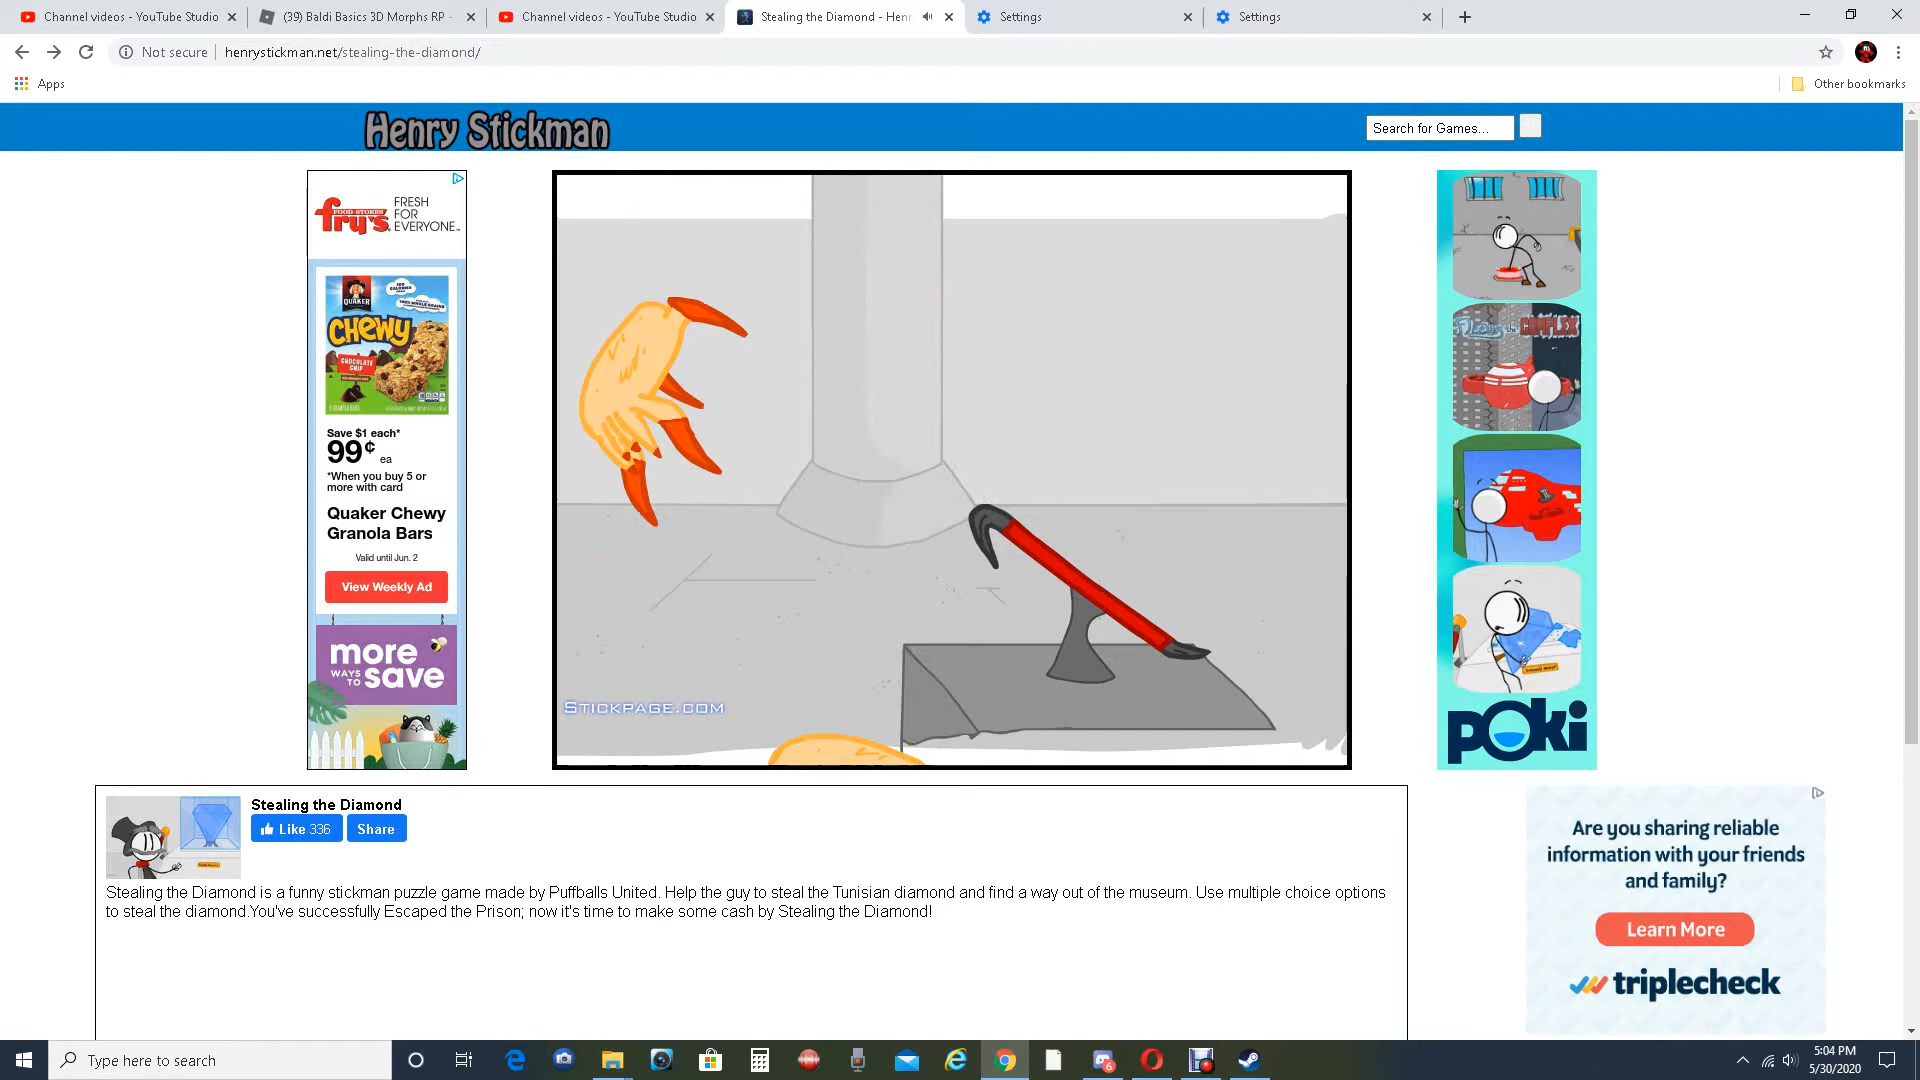 Channel videos - YouTube Studio
(39) Baldi Basics 3D Morphs RP -
Channel videos - YouTube Studio
Stealing the Diamond - Henr
Settings
Settings
Not secure
henrystickman.net/stealing-the-diamond/
Apps
Other bookmarks
Henry Stickman
Search for Games...
FOOD STORES
fry's
FRESH
FOR
EVERYONE
QUAKER
CHEWY
CHOCOLATE
CHIP
Save $1 each*
99¢ ea
*When you buy 5 or
more with card
Quaker Chewy
Granola Bars
Valid until Jun. 2
View Weekly Ad
more
WAYS TO
save
STICKPAGE.COM
Fleeing the COMPLEX
POKI
Stealing the Diamond
Like 336
Share
Stealing the Diamond is a funny stickman puzzle game made by Puffballs United. Help the guy to steal the Tunisian diamond and find a way out of the museum. Use multiple choice options
to steal the diamond.You've successfully Escaped the Prison; now it's time to make some cash by Stealing the Diamond!
Are you sharing reliable
information with your friends
and family?
Learn More
triplecheck
Type here to search
6
5:04 PM
5/30/2020